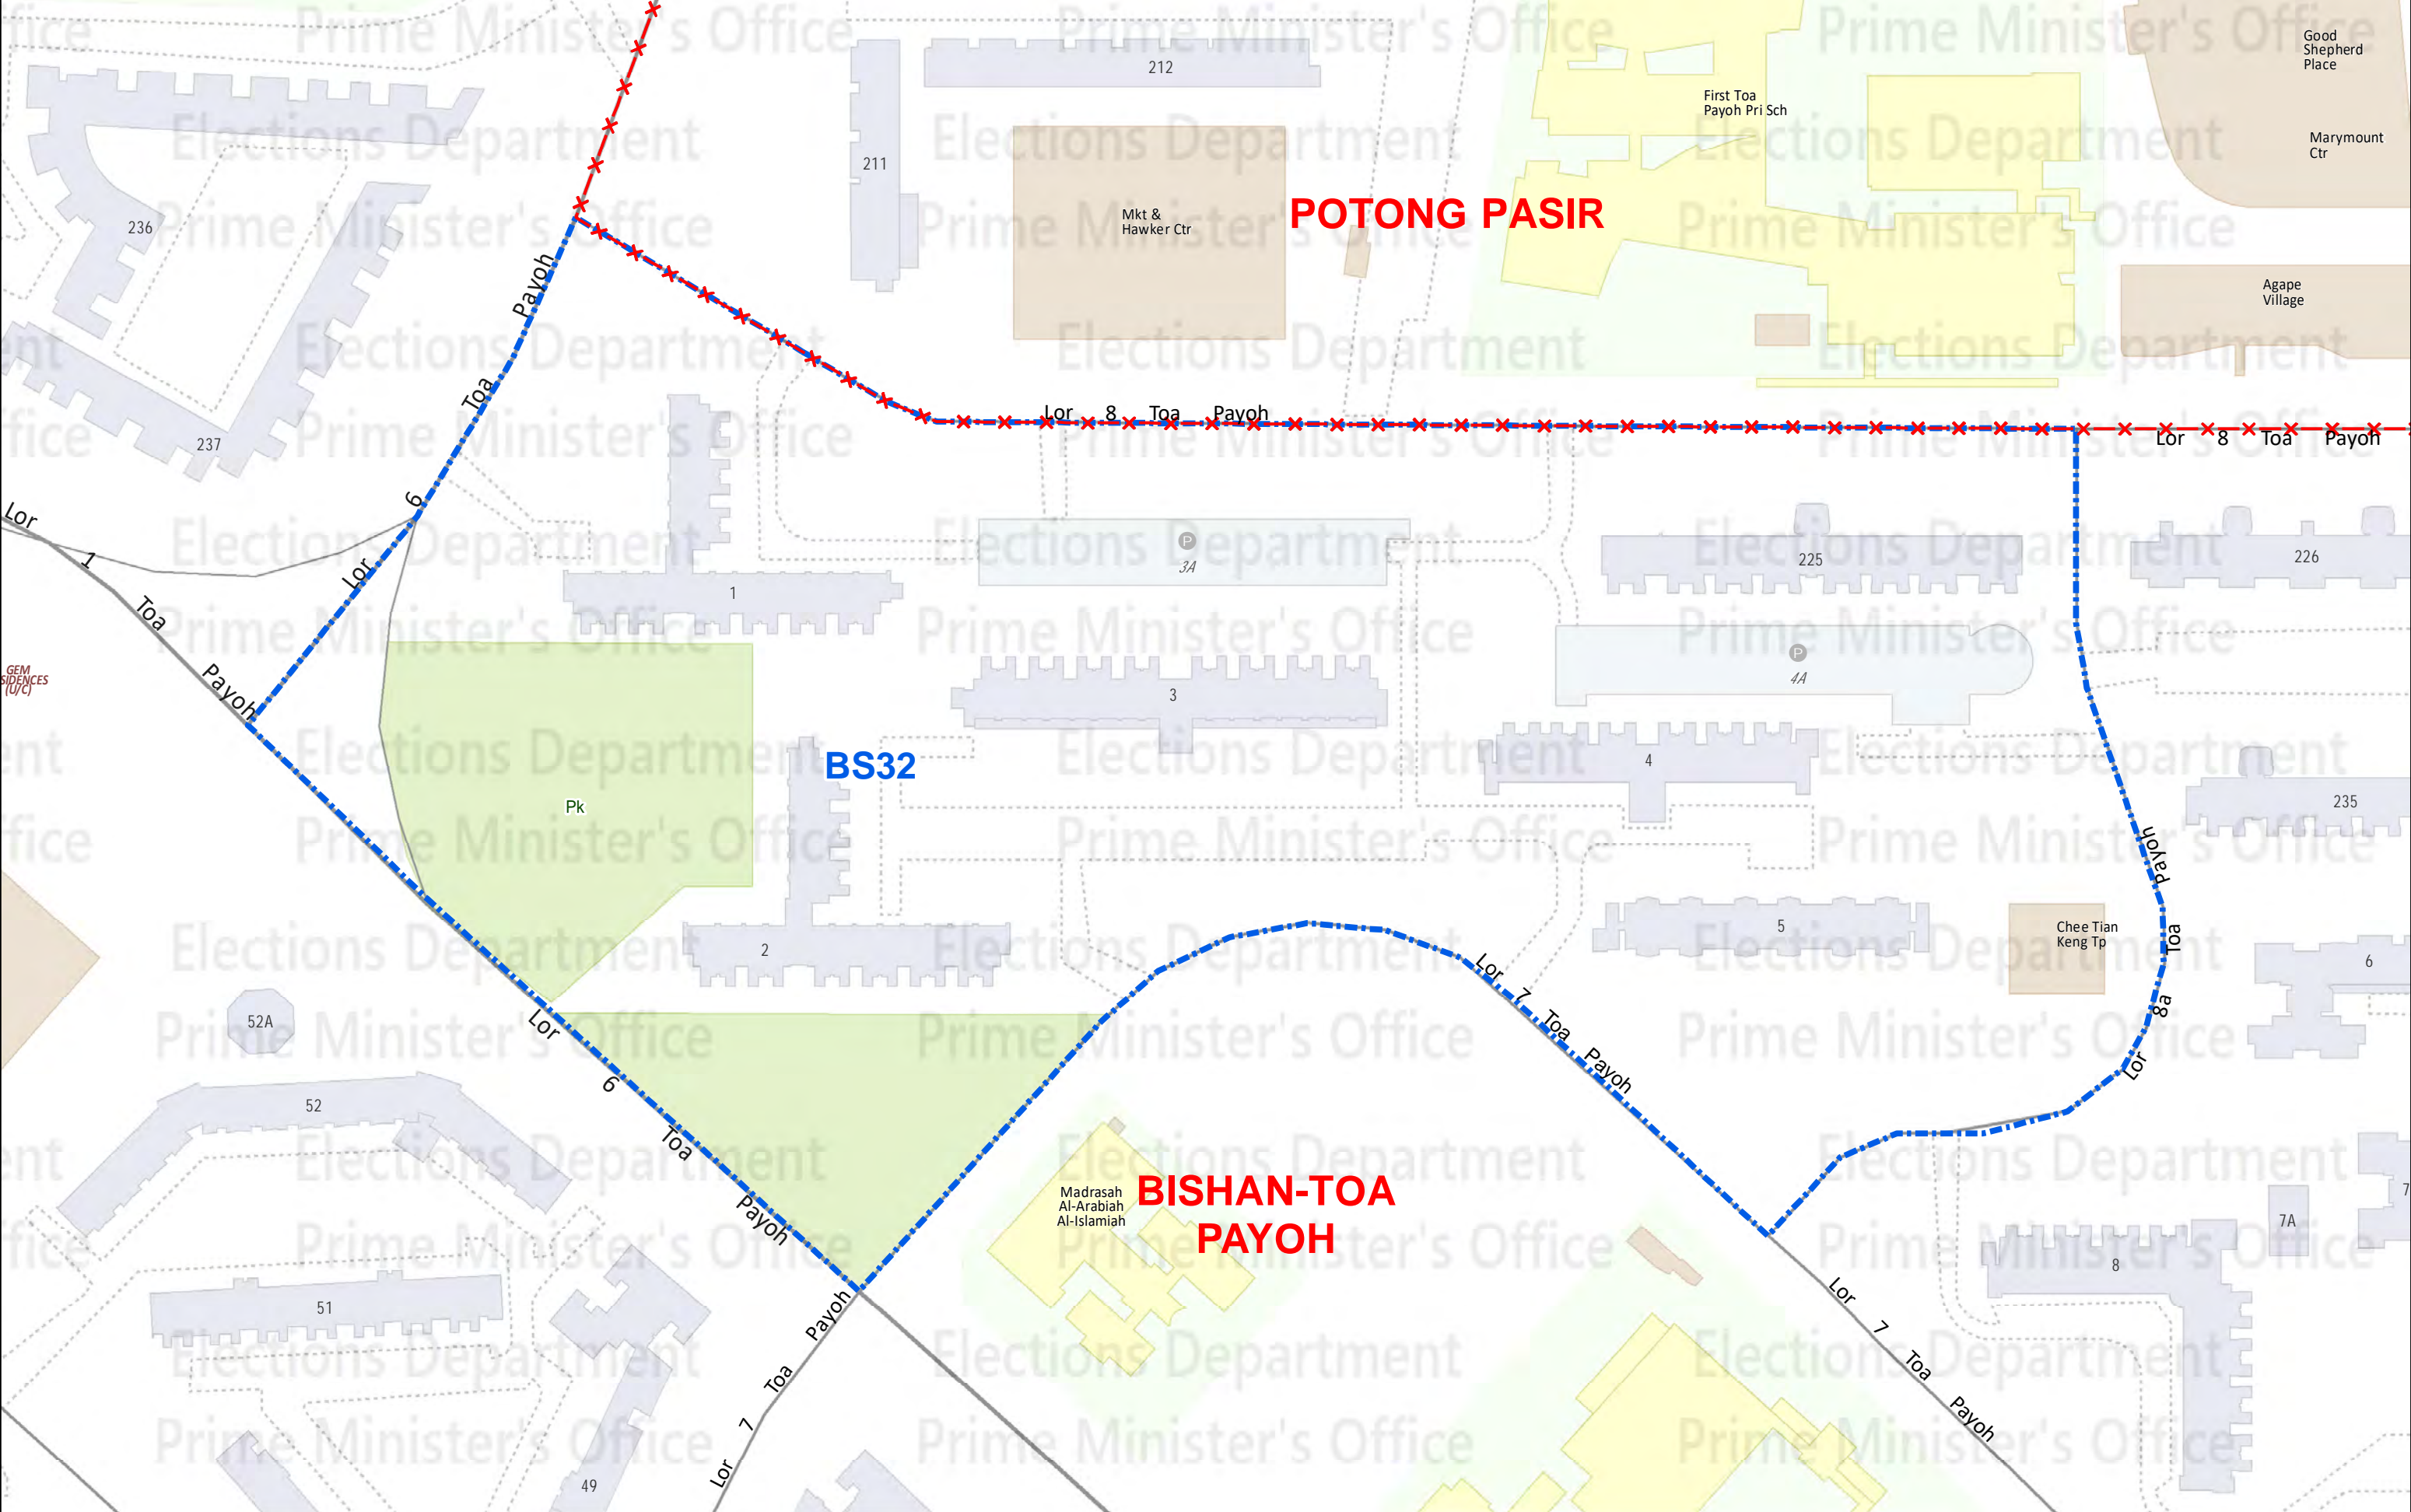 Good
Shepherd
Place
212
First Toa
Payoh Pri Sch
Marymount
Ctr
211
236
Mkt &
Hawker Ctr
POTONG PASIR
Agape
Village
Lor 6 Toa Payoh
237
Lor 8 Toa Payoh
Lor 8 Toa Payoh
Lor 1 Toa Payoh
P
3A
225
226
1
GEM
SIDENCES
(U/C)
P
4A
3
BS32
4
Pk
235
2
5
Chee Tian
Keng Tp
6
Lor 8a Toa Payoh
Lor 7 Toa Payoh
52A
Lor 6 Toa Payoh
52
Madrasah
Al-Arabiah
Al-Islamiah
BISHAN-TOA
PAYOH
7
7A
8
51
Lor 7 Toa Payoh
Lor 7 Toa Payoh
49
Elections Department
Prime Minister's Office